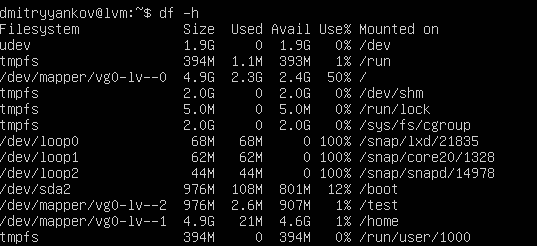 dmitryyankov@lvm:~$ df -h
Filesystem Size Used Avail Use% Mounted on
udev 1.9G 0 1.9G 0% /dev
tmpfs 394M 1.1M 393M 1% /run
/dev/mapper/vg0-lv--0 4.9G 2.3G 2.4G 50% /
tmpfs 2.0G 0 2.0G 0% /dev/shm
tmpfs 5.0M 0 5.0M 0% /run/lock
tmpfs 2.0G 0 2.0G 0% /sys/fs/cgroup
/dev/loop0 68M 68M 0 100% /snap/lxd/21835
/dev/loop1 62M 62M 0 100% /snap/core20/1328
/dev/loop2 44M 44M 0 100% /snap/snapd/14978
/dev/sda2 976M 108M 801M 12% /boot
/dev/mapper/vg0-lv--2 976M 2.6M 907M 1% /test
/dev/mapper/vg0-lv--1 4.9G 21M 4.6G 1% /home
tmpfs 394M 0 394M 0% /run/user/1000